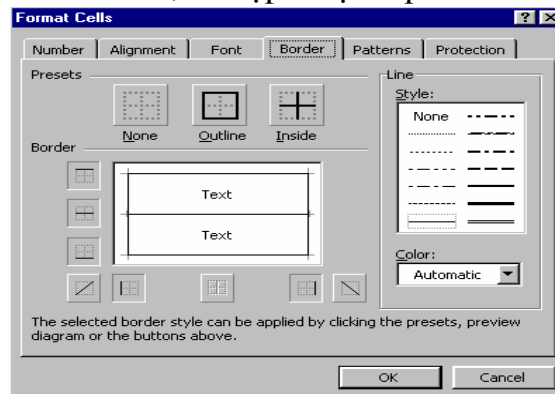 Format Cells
Number Alignment Font Border Patterns Protection
Presets
None Outline Inside
Border
Text
Text
Line
Style:
None
Color:
Automatic
The selected border style can be applied by clicking the presets, preview
diagram or the buttons above.
OK Cancel